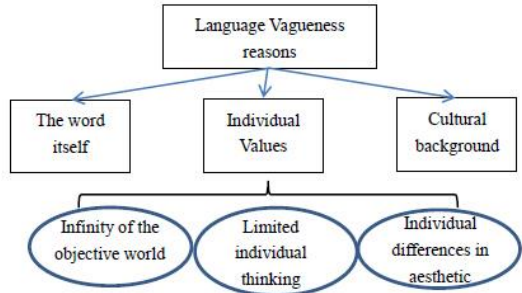 Language Vagueness
reasons
The word
itself
Individual
Values
Cultural
background
Infinity of the
objective world
Limited
individual
thinking
Individual
differences in
aesthetic